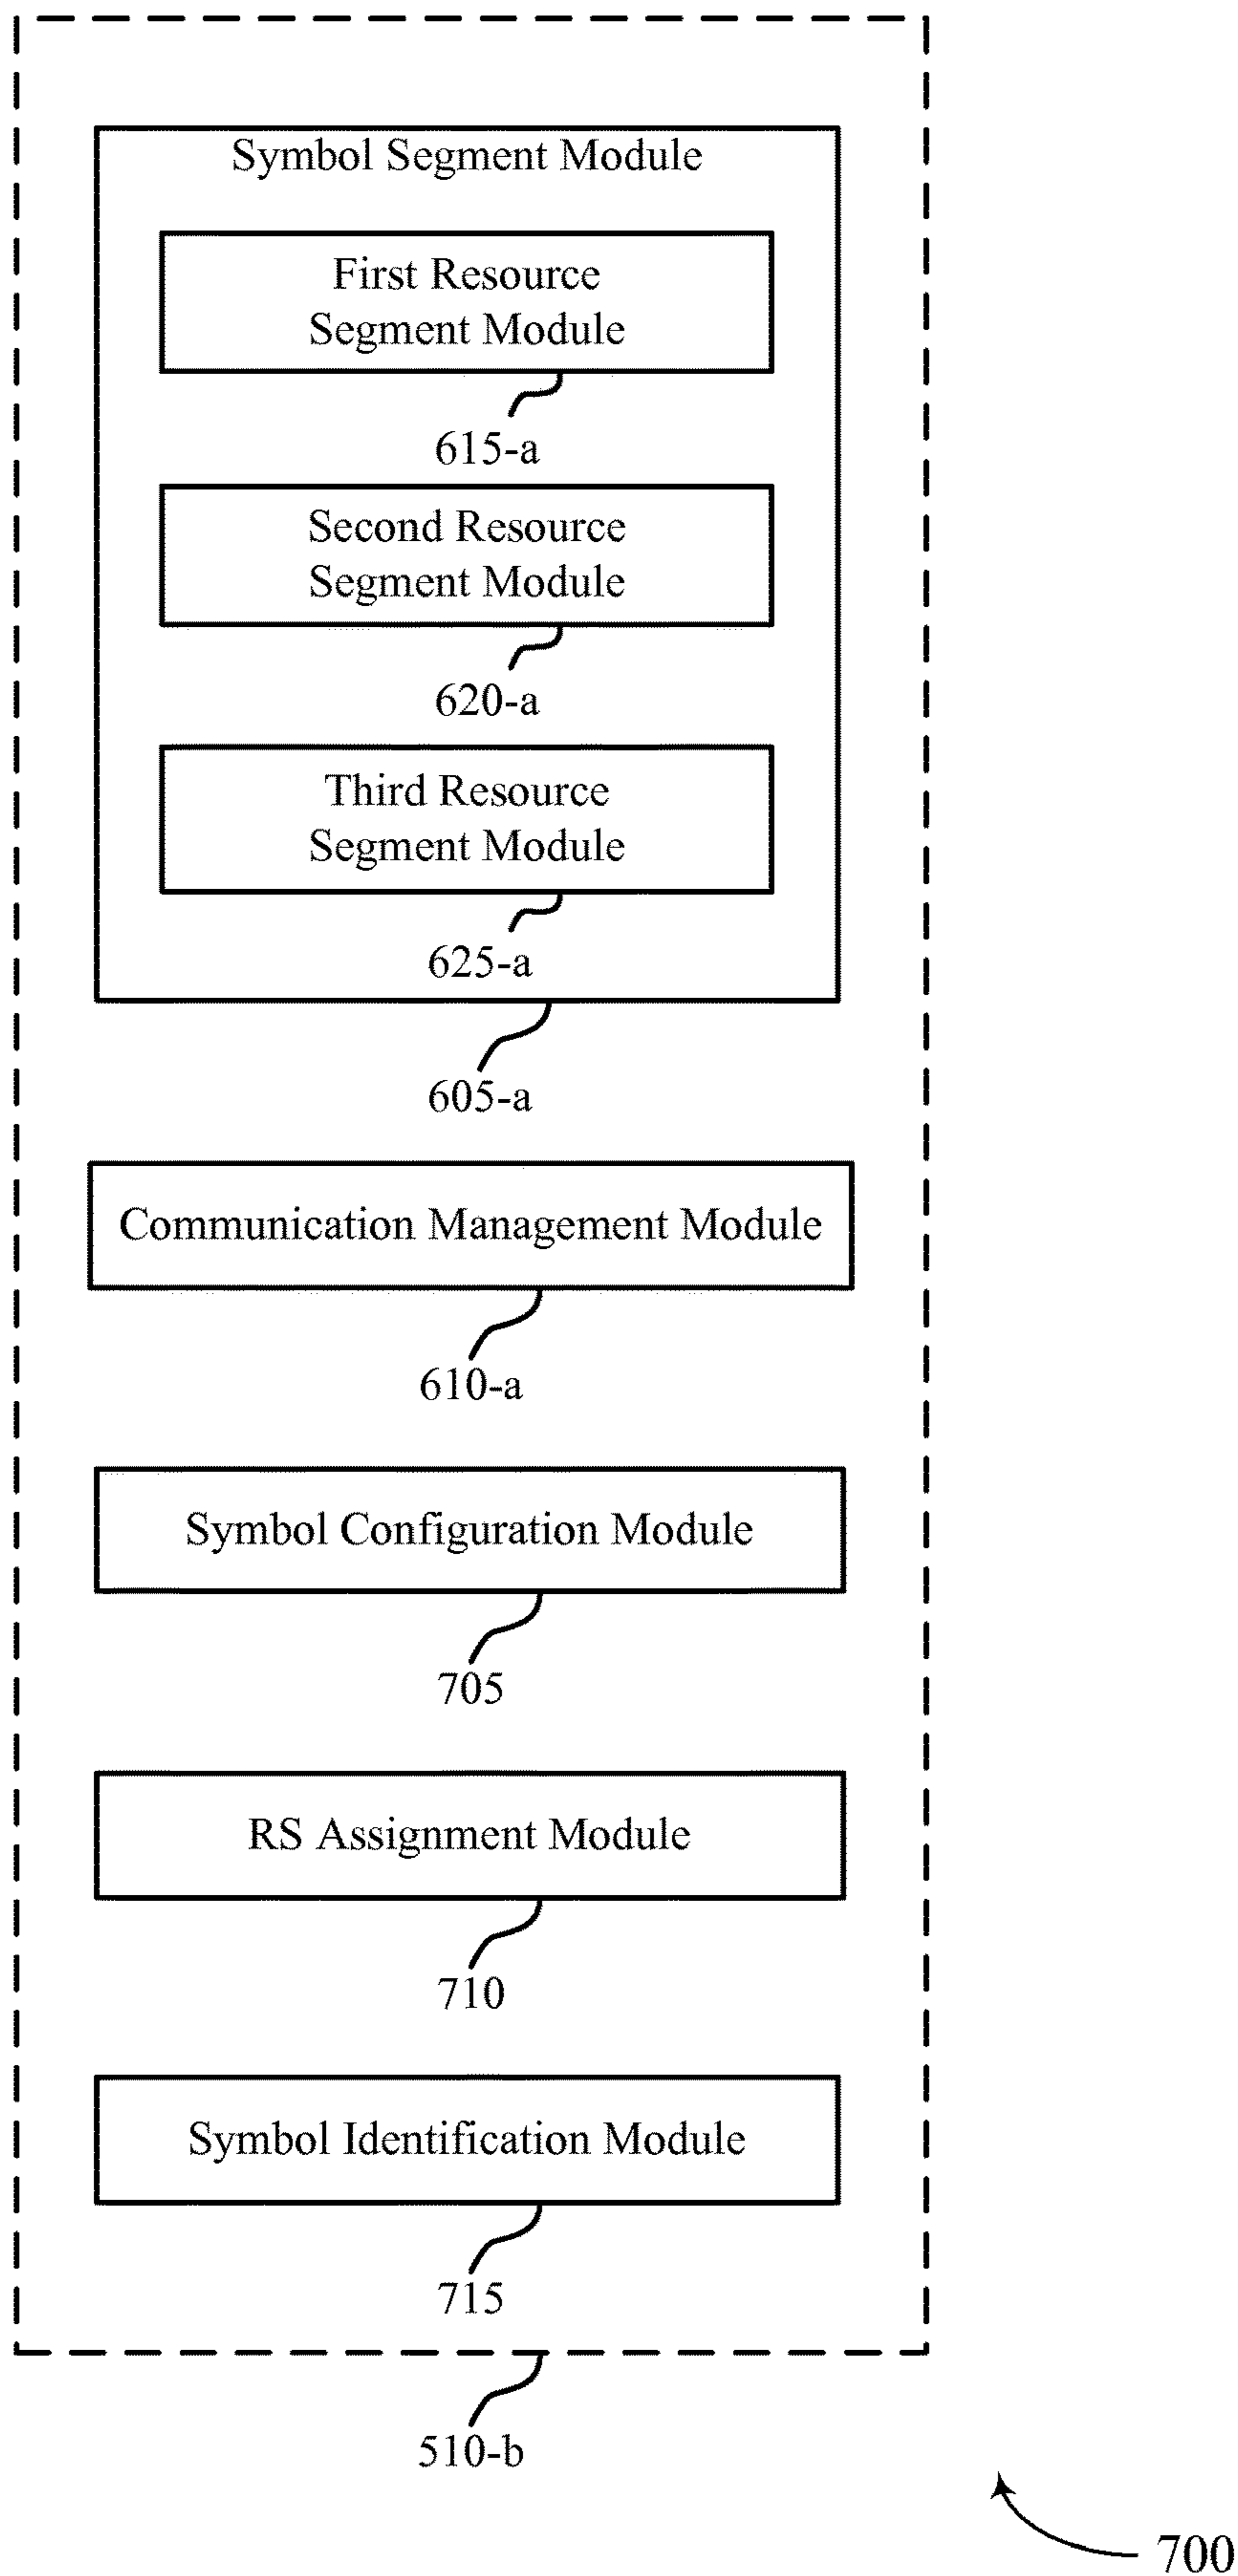 Symbol Segment Module
First Resource
Segment Module
615-a
Second Resource
Segment Module
620-a
Third Resource
Segment Module
625-a
605-a
Communication Management Module
610-a
Symbol Configuration Module
705
RS Assignment Module
710
Symbol Identification Module
715
510-b
700